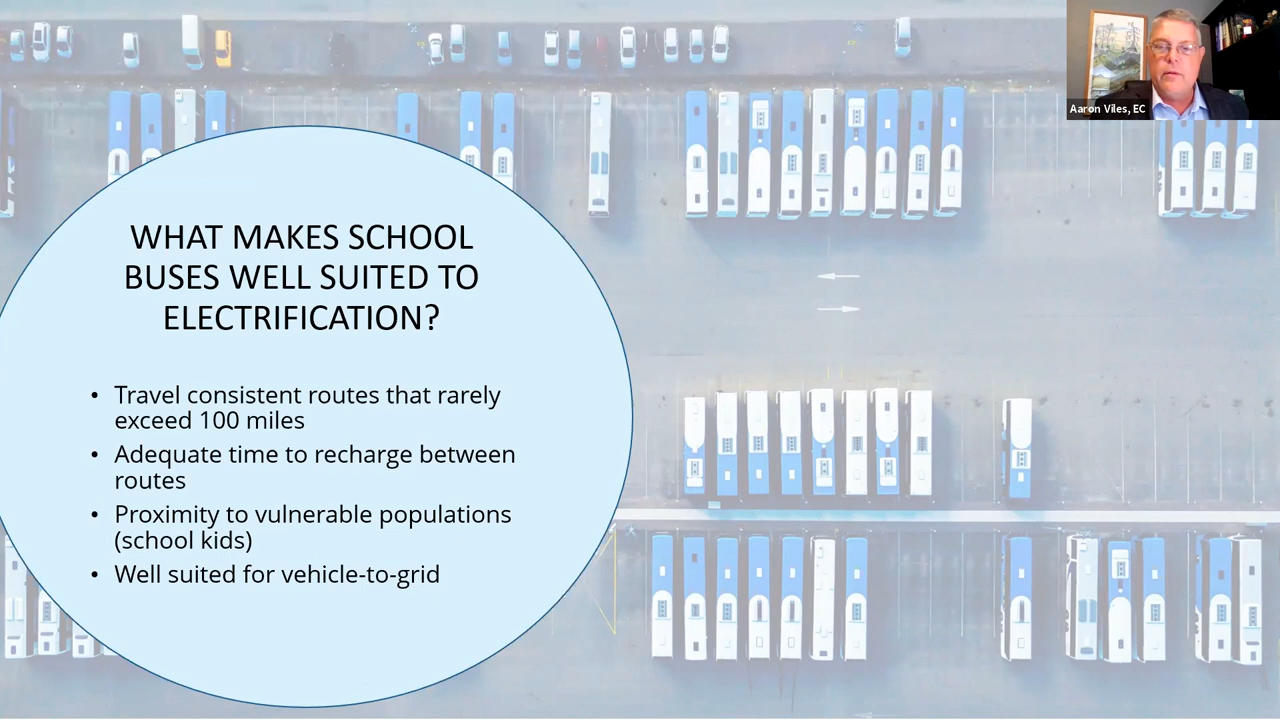 Aaron Viles, EC
WHAT MAKES SCHOOL
BUSES WELL SUITED TO
ELECTRIFICATION?
• Travel consistent routes that rarely
exceed 100 miles
• Adequate time to recharge between
routes
• Proximity to vulnerable populations
(school kids)
• Well suited for vehicle-to-grid